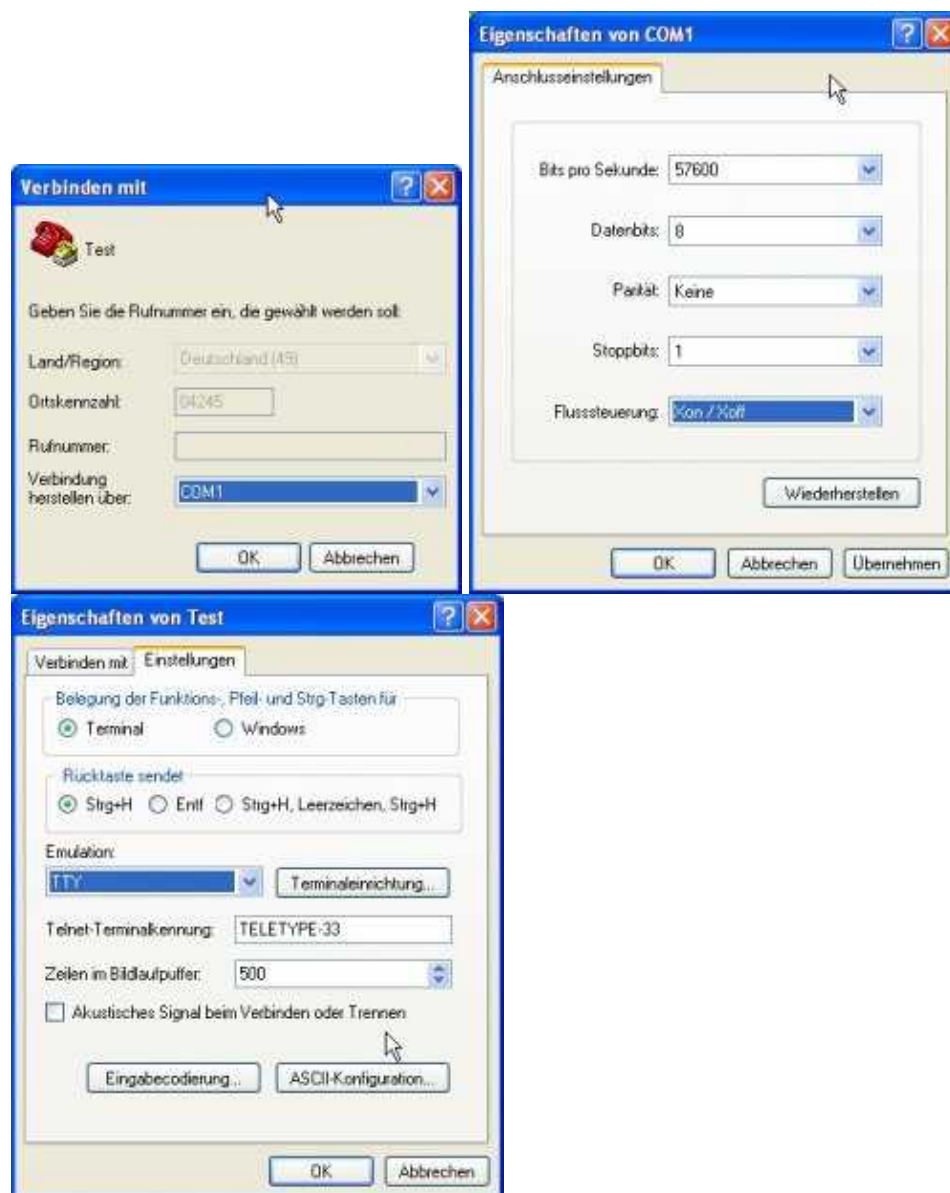 Verbinden mit
Test
Geben Sie die Rufnummer ein, die gewählt werden soll:
Land/Region: Deutschland (49)
Ortskennzahl: 04245
Rufnummer:
Verbindung
herstellen über: COM1
OK Abbrechen
Eigenschaften von COM1
Anschlusseinstellungen
Bits pro Sekunde: 57600
Datenbits: 8
Parität: Keine
Stoppbits: 1
Flusssteuerung: Xon / Xoff
Wiederherstellen
OK Abbrechen Übernehmen
Eigenschaften von Test
Verbinden mit Einstellungen
Belegung der Funktions-, Pfeil- und Strg-Tasten für
Terminal Windows
Rücktaste sendet
Strg+H Entf Strg+H, Leerzeichen, Strg+H
Emulation:
TTY Terminaleinrichtung...
Telnet-Terminalkennung: TELETYPE-33
Zeilen im Bildlaufpuffer: 500
Akustisches Signal beim Verbinden oder Trennen
Eingabecodierung... ASCII-Konfiguration...
OK Abbrechen